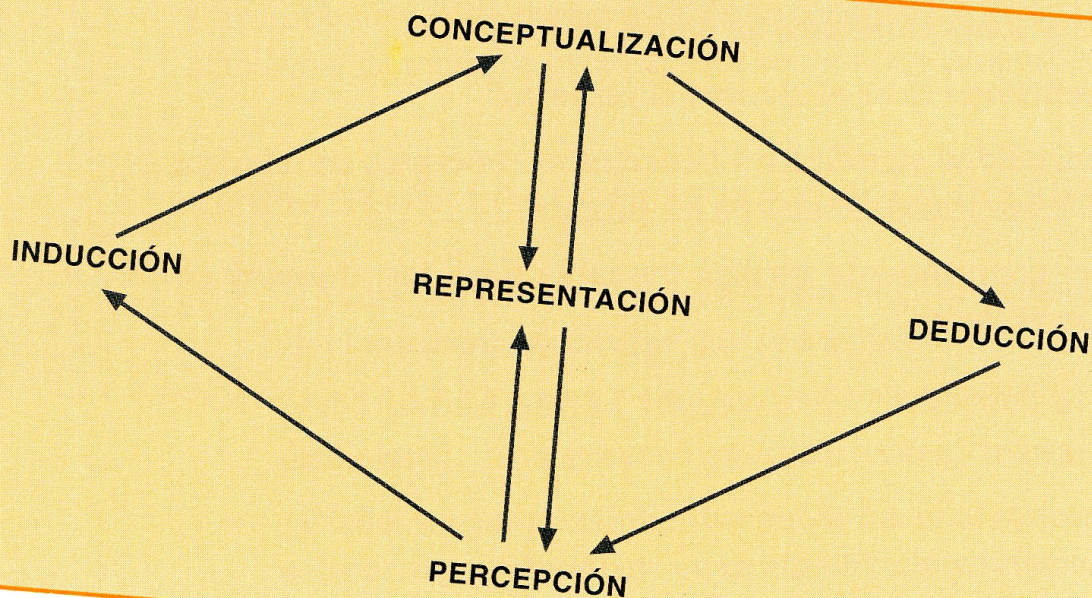 CONCEPTUALIZACIÓN
INDUCCIÓN
REPRESENTACIÓN
DEDUCCIÓN
PERCEPCIÓN